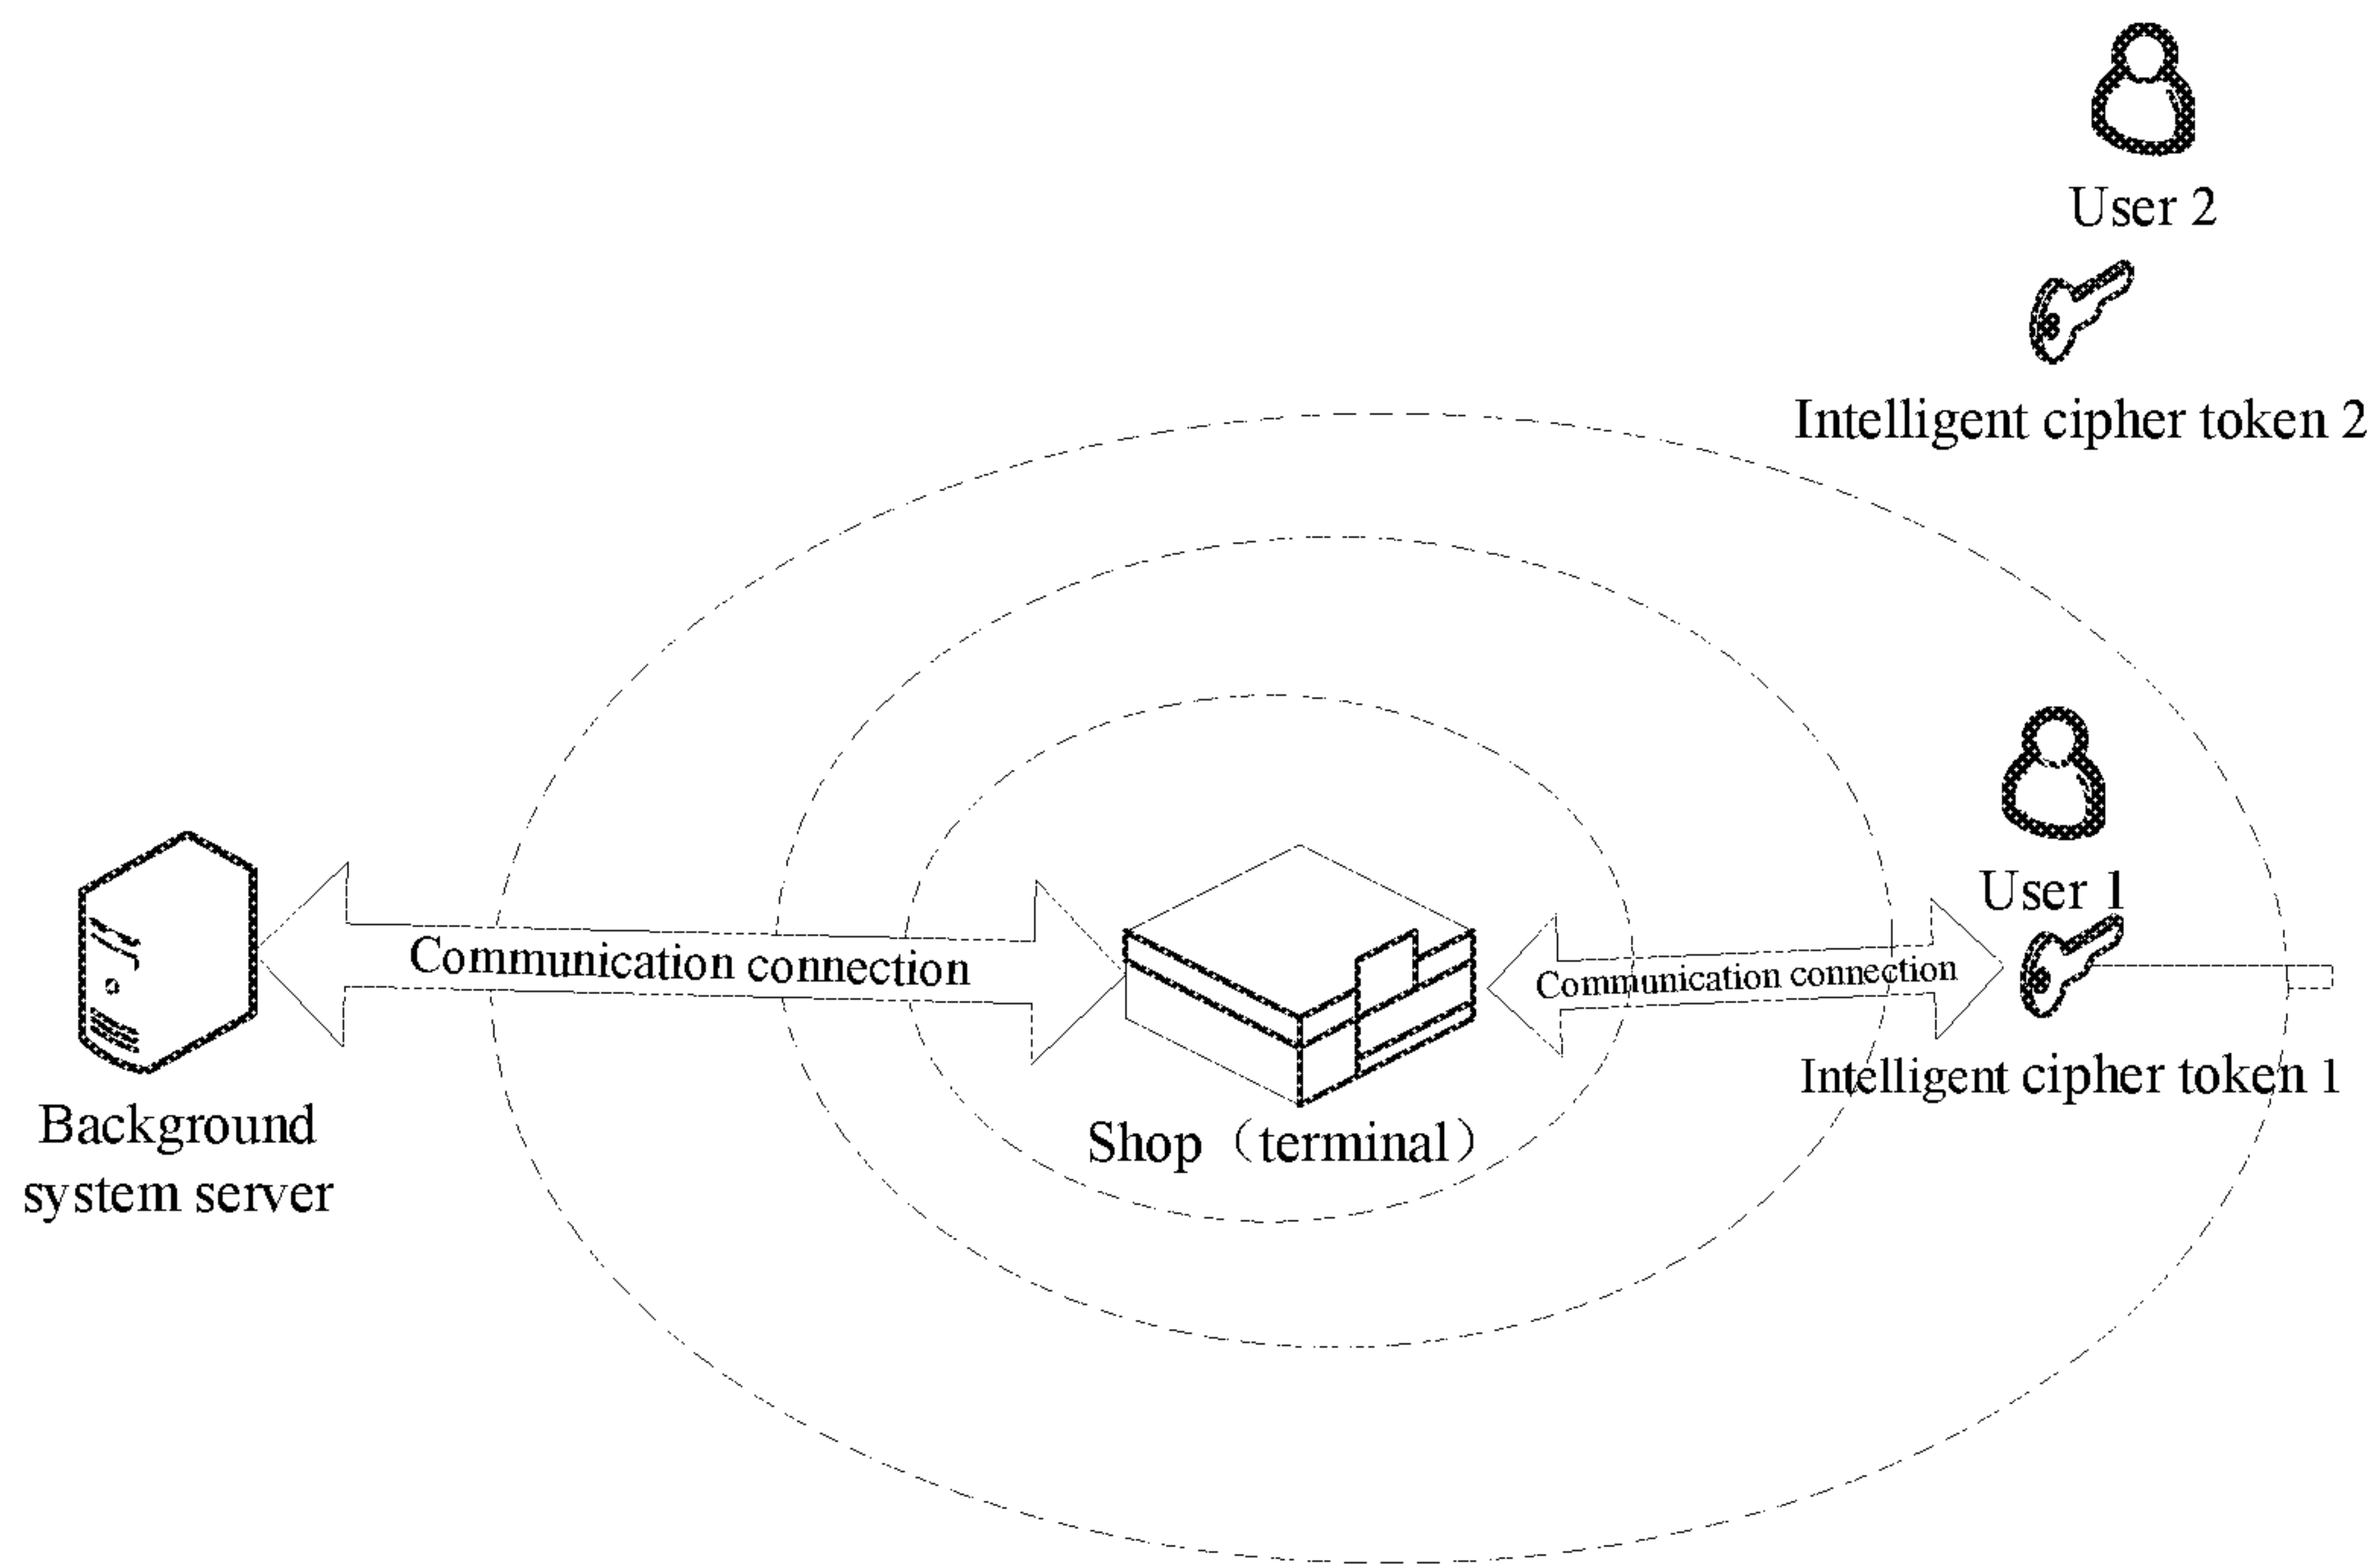 User 2
Intelligent cipher token 2
User 1
Communication connection
Communication connection
Intelligent cipher token 1
Background
system server
Shop（terminal）